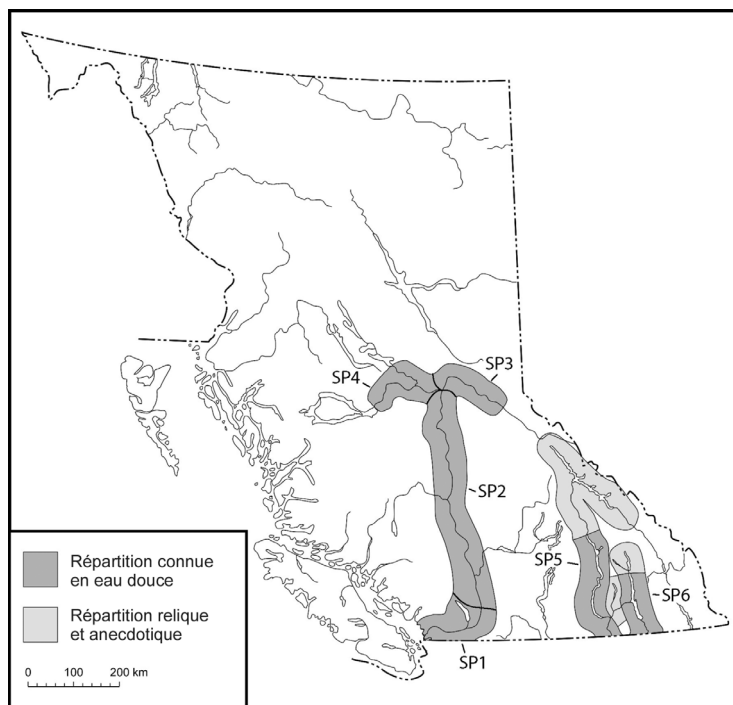 SP3
SP4
SP2
SP5
SP6
SP1
Répartition connue
en eau douce
Répartition relique
et anecdotique
0 100 200 km